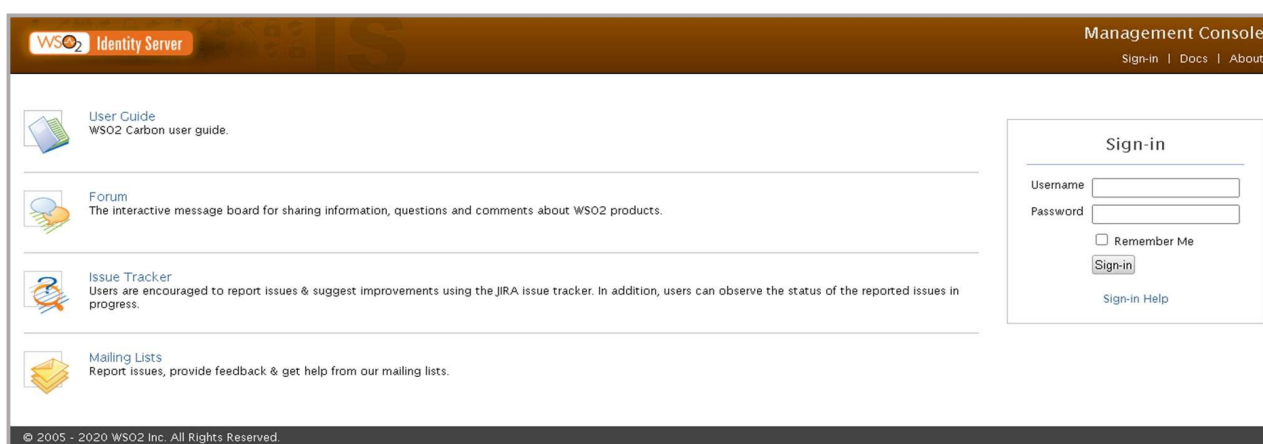 WSO2 Identity Server
IS
Management Console
Sign-in | Docs | About
User Guide
WSO2 Carbon user guide.
Forum
The interactive message board for sharing information, questions and comments about WSO2 products.
Issue Tracker
Users are encouraged to report issues & suggest improvements using the JIRA issue tracker. In addition, users can observe the status of the reported issues in
progress.
Mailing Lists
Report issues, provide feedback & get help from our mailing lists.
Sign-in
Username
Password
Remember Me
Sign-in
Sign-in Help
© 2005 - 2020 WSO2 Inc. All Rights Reserved.